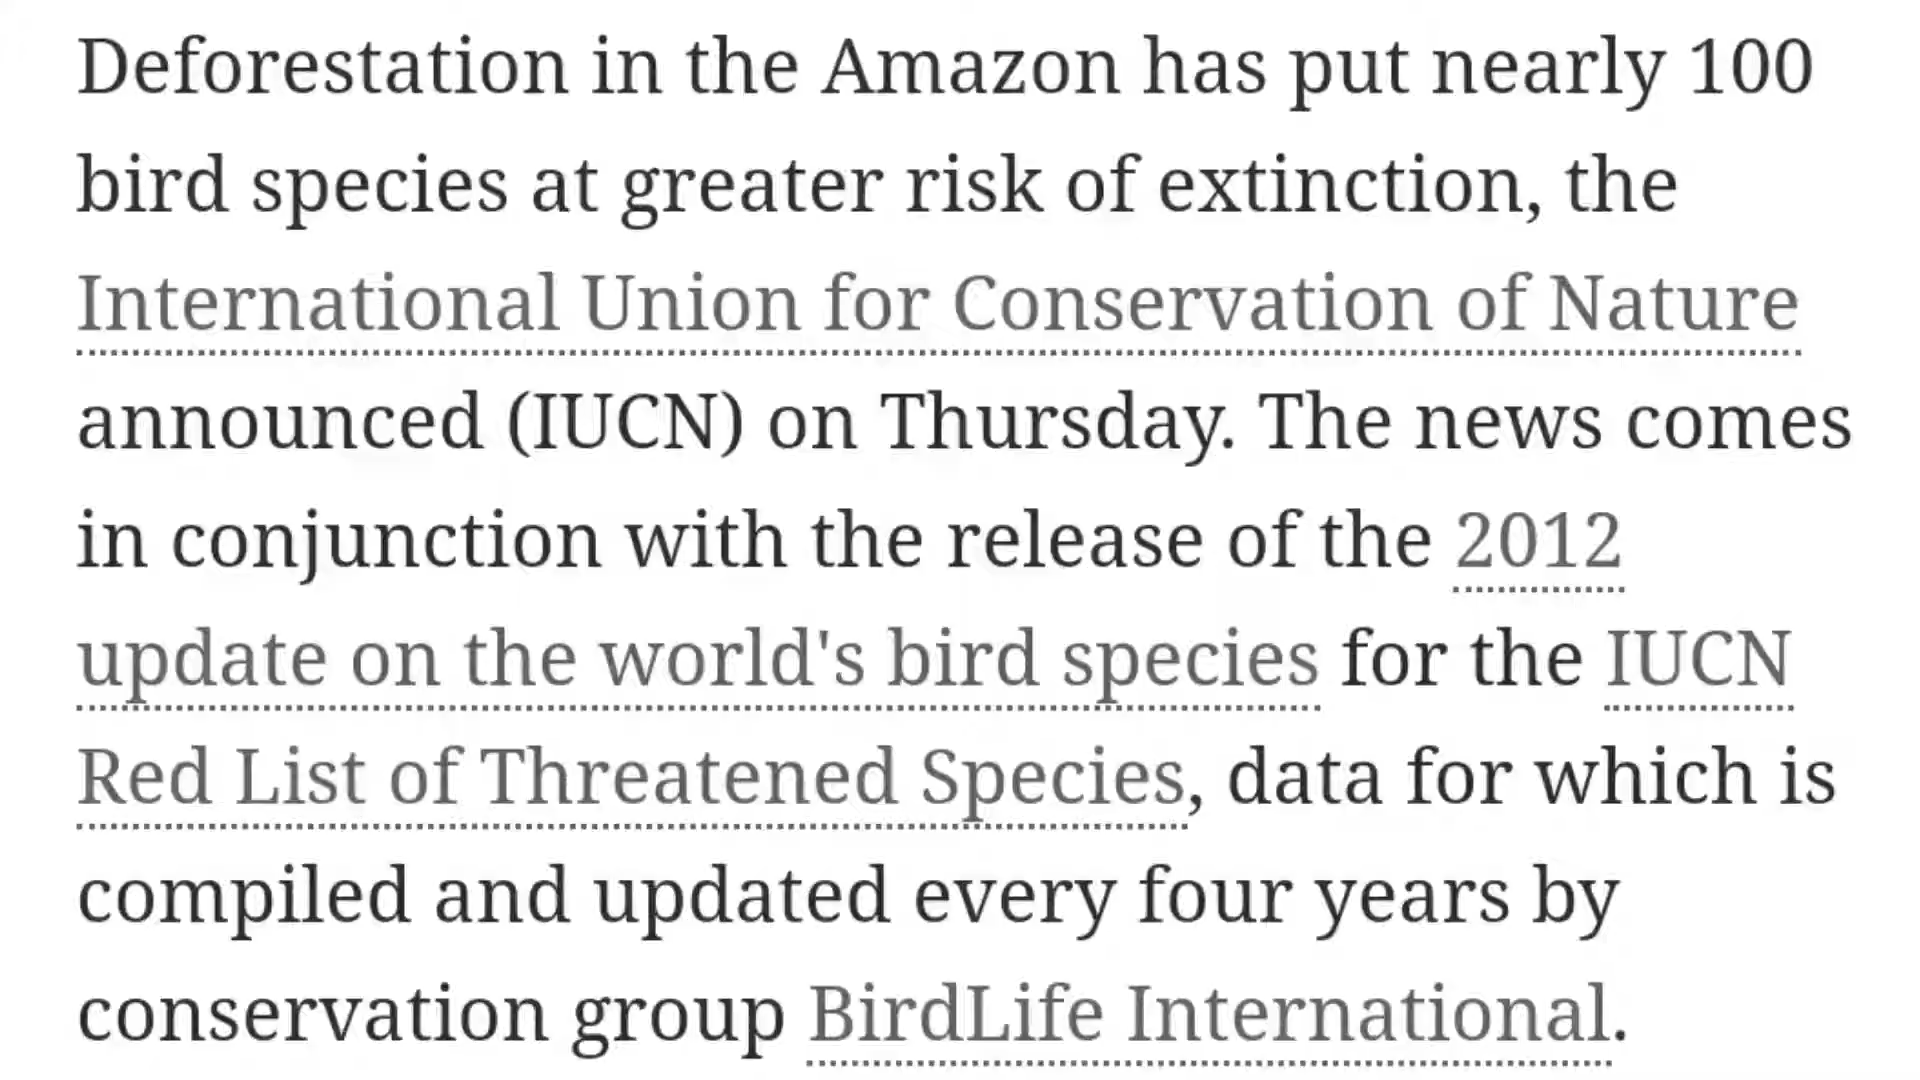 Deforestation in the Amazon has put nearly 100
bird species at greater risk of extinction, the
International Union for Conservation of Nature
announced (IUCN) on Thursday. The news comes
in conjunction with the release of the 2012
update on the world's bird species for the IUCN
Red List of Threatened Species, data for which is
compiled and updated every four years by
conservation group BirdLife International.